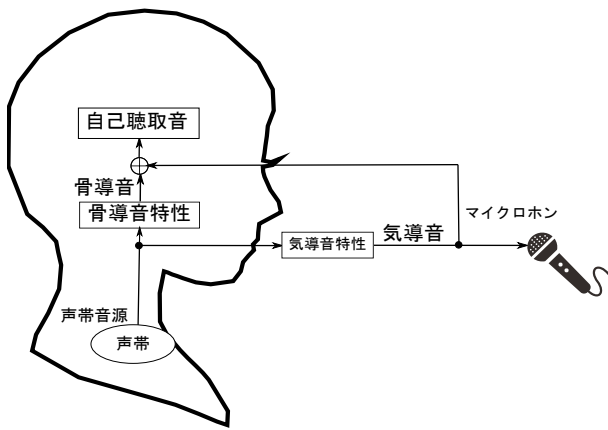 自己聴取音
骨導音
骨導音特性
マイクロホン
気導音特性
気導音
声帯音源
声帯